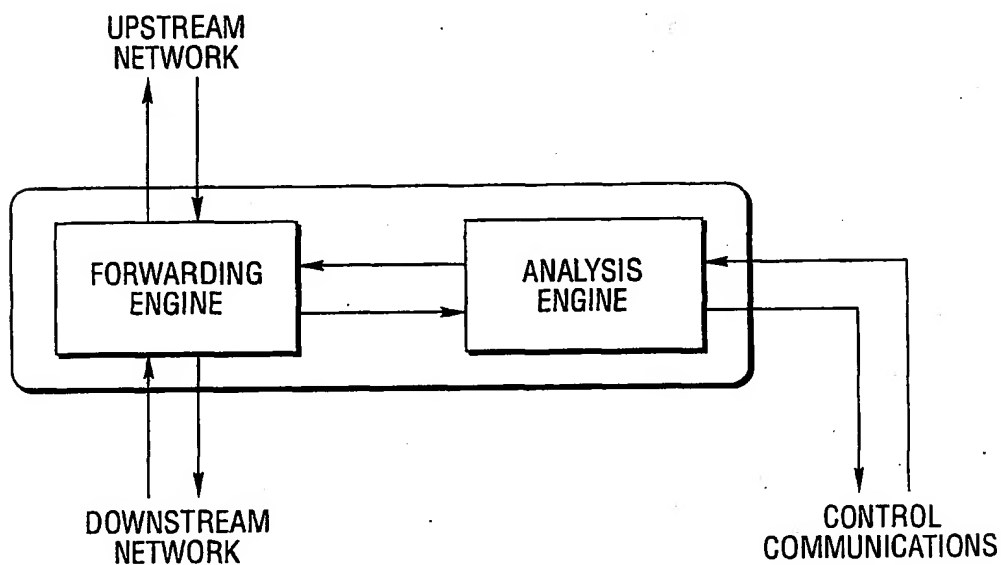 UPSTREAM
NETWORK
FORWARDING
ENGINE
ANALYSIS
ENGINE
DOWNSTREAM
NETWORK
CONTROL
COMMUNICATIONS